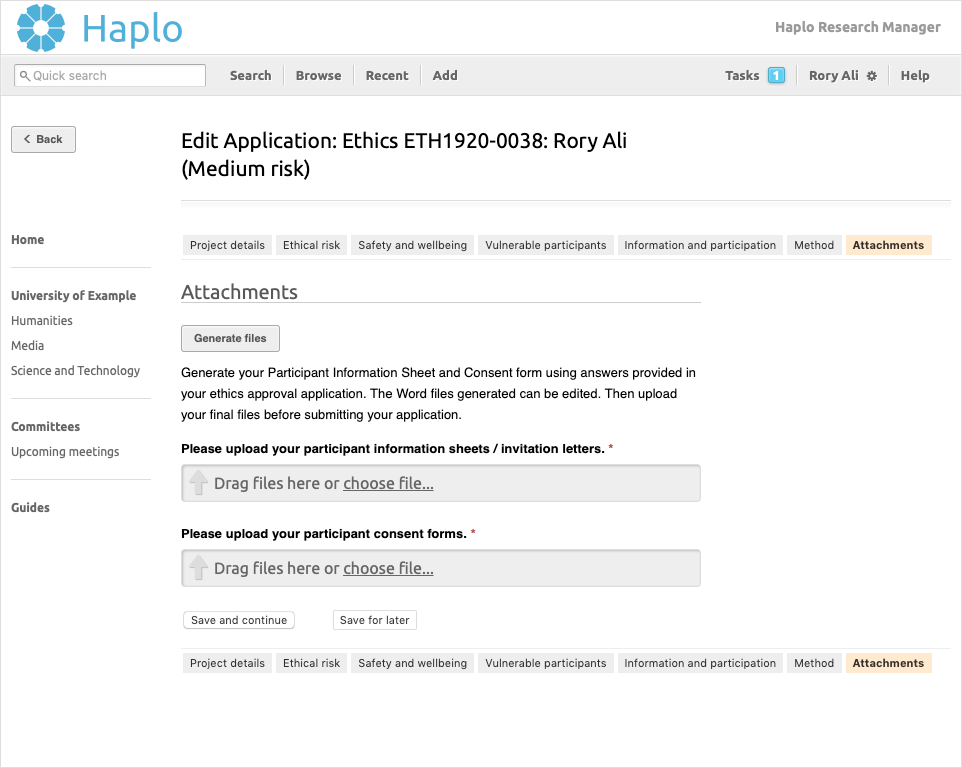 Haplo
Haplo Research Manager
Quick search
Search
Browse
Recent
Add
Tasks 1
Rory Ali
Help
Back
Edit Application: Ethics ETH1920-0038: Rory Ali
(Medium risk)
Home
University of Example
Humanities
Media
Science and Technology
Committees
Upcoming meetings
Guides
Project details
Ethical risk
Safety and wellbeing
Vulnerable participants
Information and participation
Method
Attachments
Attachments
Generate files
Generate your Participant Information Sheet and Consent form using answers provided in
your ethics approval application. The Word files generated can be edited. Then upload
your final files before submitting your application.
Please upload your participant information sheets / invitation letters. *
Drag files here or choose file...
Please upload your participant consent forms. *
Drag files here or choose file...
Save and continue
Save for later
Project details
Ethical risk
Safety and wellbeing
Vulnerable participants
Information and participation
Method
Attachments